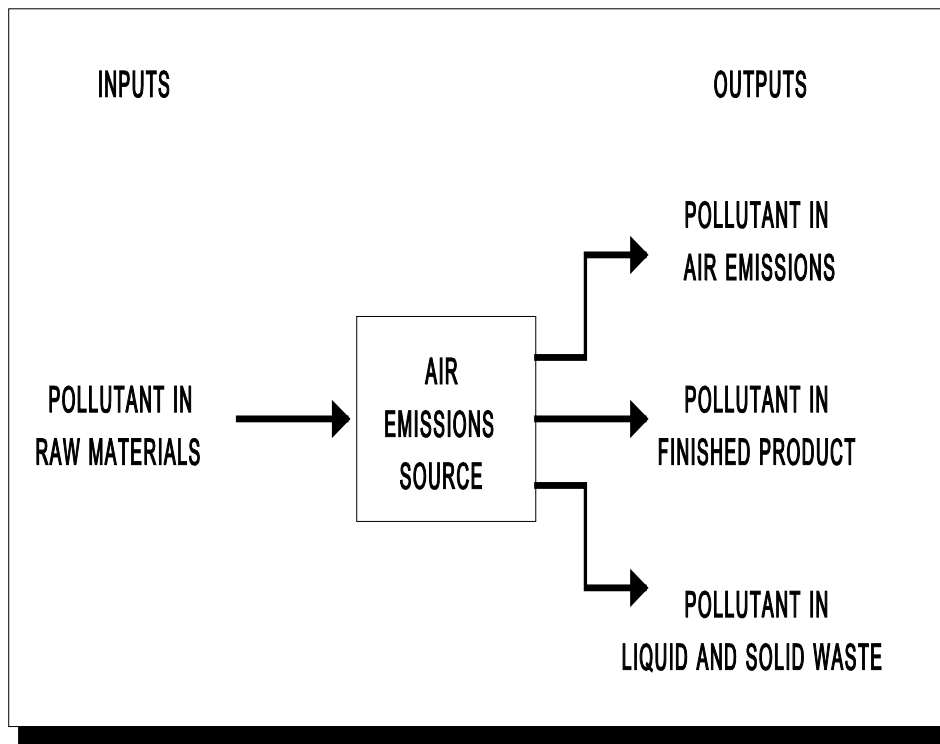 INPUTS
OUTPUTS
POLLUTANT IN
AIR EMISSIONS
POLLUTANT IN
RAW MATERIALS
AIR
EMISSIONS
SOURCE
POLLUTANT IN
FINISHED PRODUCT
POLLUTANT IN
LIQUID AND SOLID WASTE